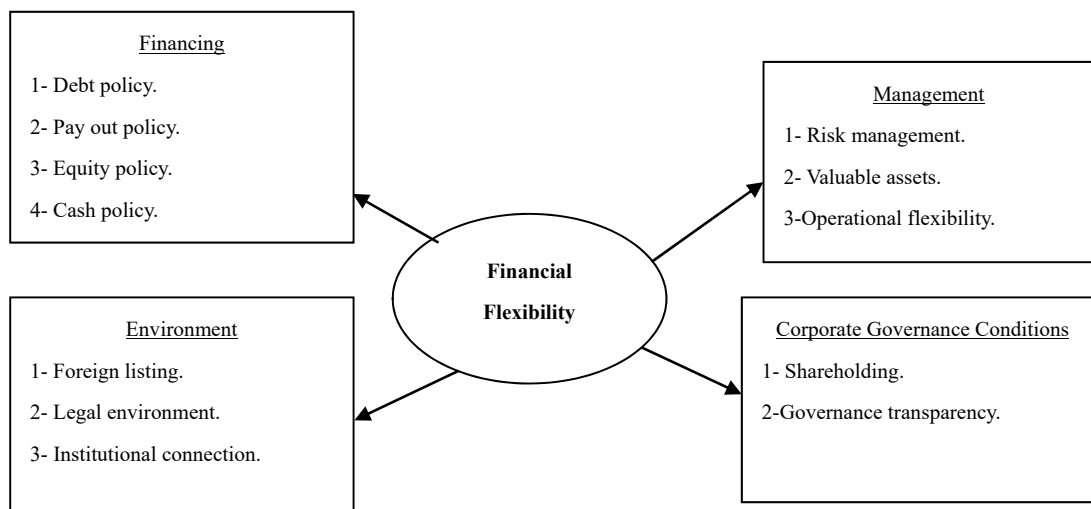 Financing
1- Debt policy.
2- Pay out policy.
3- Equity policy.
4- Cash policy.
Management
1- Risk management.
2- Valuable assets.
3-Operational flexibility.
Financial
Flexibility
Environment
1- Foreign listing.
2- Legal environment.
3- Institutional connection.
Corporate Governance Conditions
1- Shareholding.
2-Governance transparency.